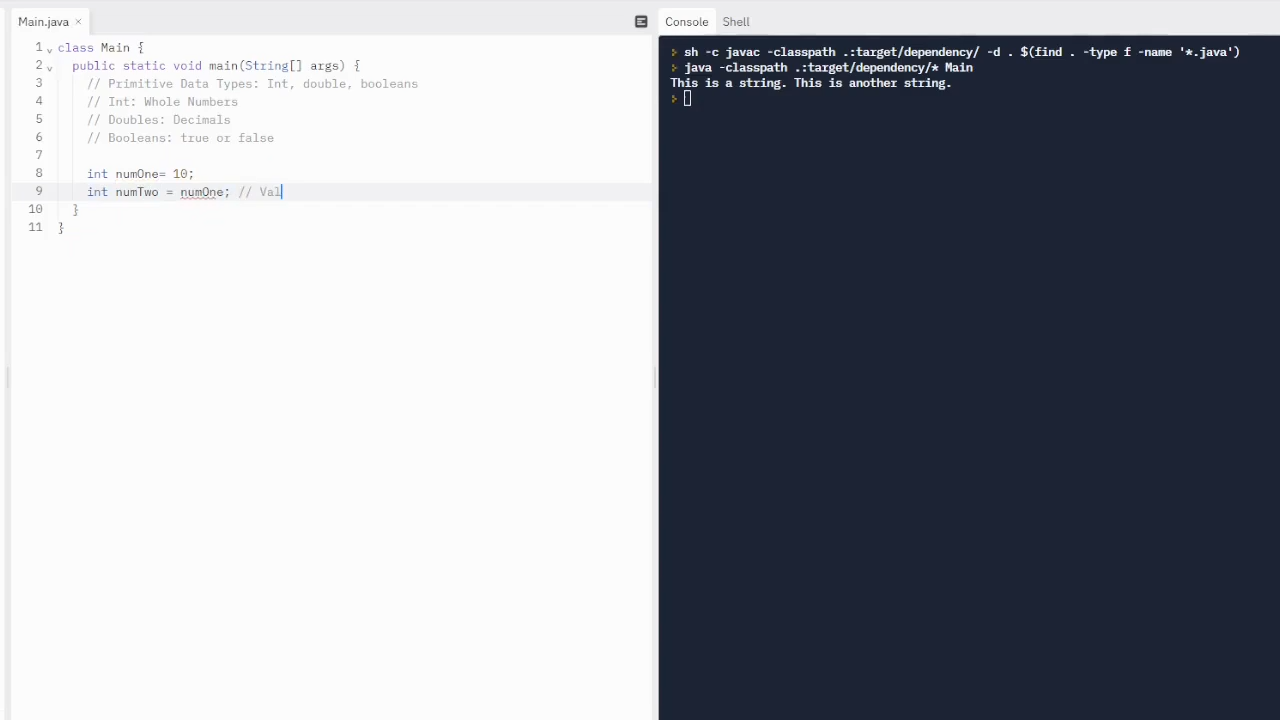 Main.java ×
1 class Main {
2 public static void main(String[] args) {
3 // Primitive Data Types: Int, double, booleans
4 // Int: Whole Numbers
5 // Doubles: Decimals
6 // Booleans: true or false
7
8 int numOne= 10;
9 int numTwo = numOne; // Val
10 }
11 }
Console Shell
sh -c javac -classpath .:target/dependency/ -d . $(find . -type f -name '*.java')
java -classpath .:target/dependency/* Main
This is a string. This is another string.